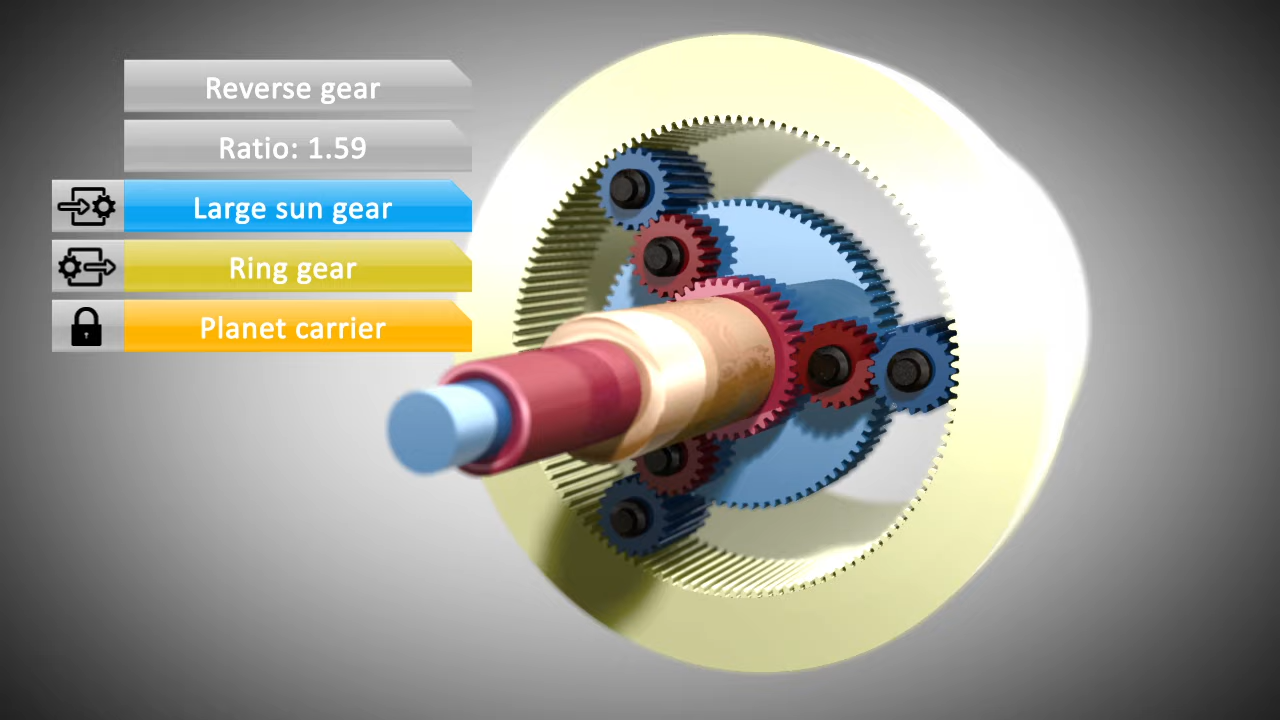 Reverse gear
Ratio: 1.59
Large sun gear
Ring gear
Planet carrier